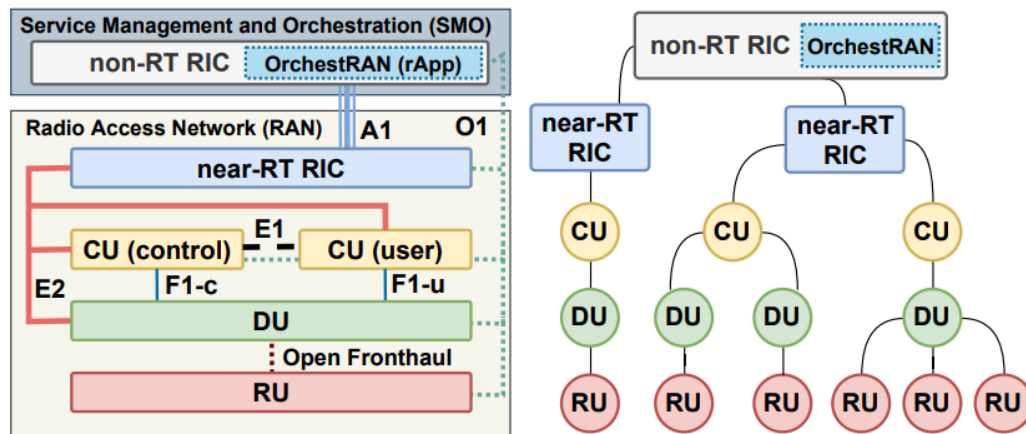 Service Management and Orchestration (SMO)
non-RT RIC
OrchestRAN (rApp)
Radio Access Network (RAN)
A1
O1
near-RT RIC
E1
CU (control)
CU (user)
E2
F1-c
F1-u
DU
Open Fronthaul
RU
non-RT RIC
OrchestRAN
near-RT
RIC
near-RT
RIC
CU
CU
CU
DU
DU
DU
DU
RU
RU
RU
RU
RU
RU